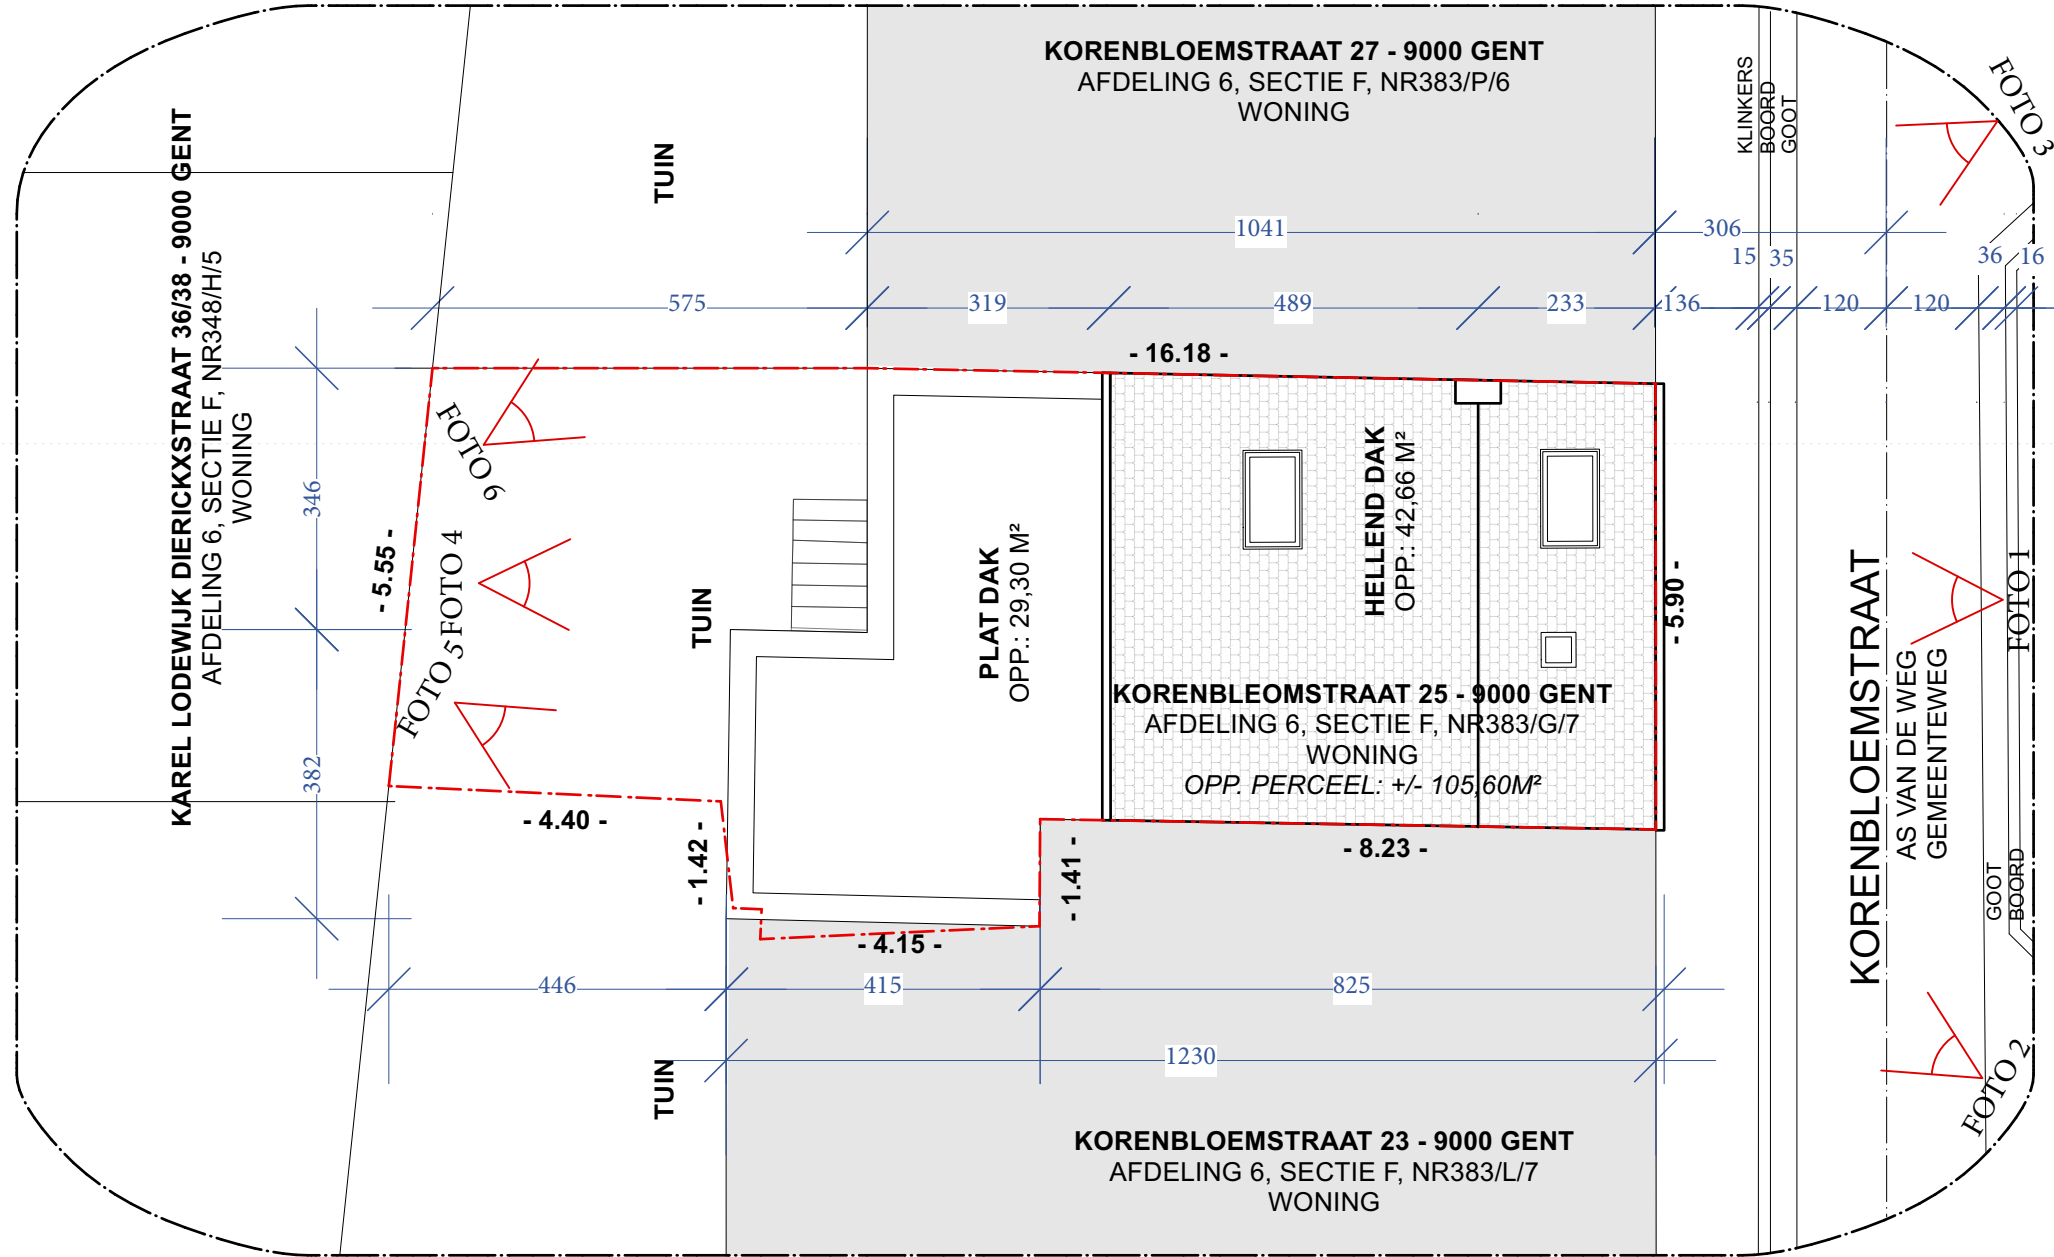 KORENBLOEMSTRAAT 27 - 9000 GENT
AFDELING 6, SECTIE F, NR383/P/6
WONING
KLINKERS
BOORD
GOOT
FOTO 3
TUIN
KAREL LODEWIJK DIERICKXSTRAAT 36/38 - 9000 GENT
AFDELING 6, SECTIE F, NR348/H/5
WONING
1041
306
15
35
36
16
575
319
489
233
136
120
120
- 16.18 -
346
382
- 5.55 -
FOTO 6
FOTO 4
FOTO 5
TUIN
PLAT DAK
OPP.: 29,30 M²
HELLEND DAK
OPP.: 42,66 M²
- 5.90 -
KORENBLEOMSTRAAT 25 - 9000 GENT
AFDELING 6, SECTIE F, NR383/G/7
WONING
OPP. PERCEEL: +/- 105,60M²
KORENBLOEMSTRAAT
AS VAN DE WEG
GEMEENTEWEG
FOTO 1
GOOT
BOORD
- 4.40 -
- 1.42 -
- 1.41 -
- 8.23 -
- 4.15 -
446
415
825
1230
TUIN
FOTO 2
KORENBLOEMSTRAAT 23 - 9000 GENT
AFDELING 6, SECTIE F, NR383/L/7
WONING